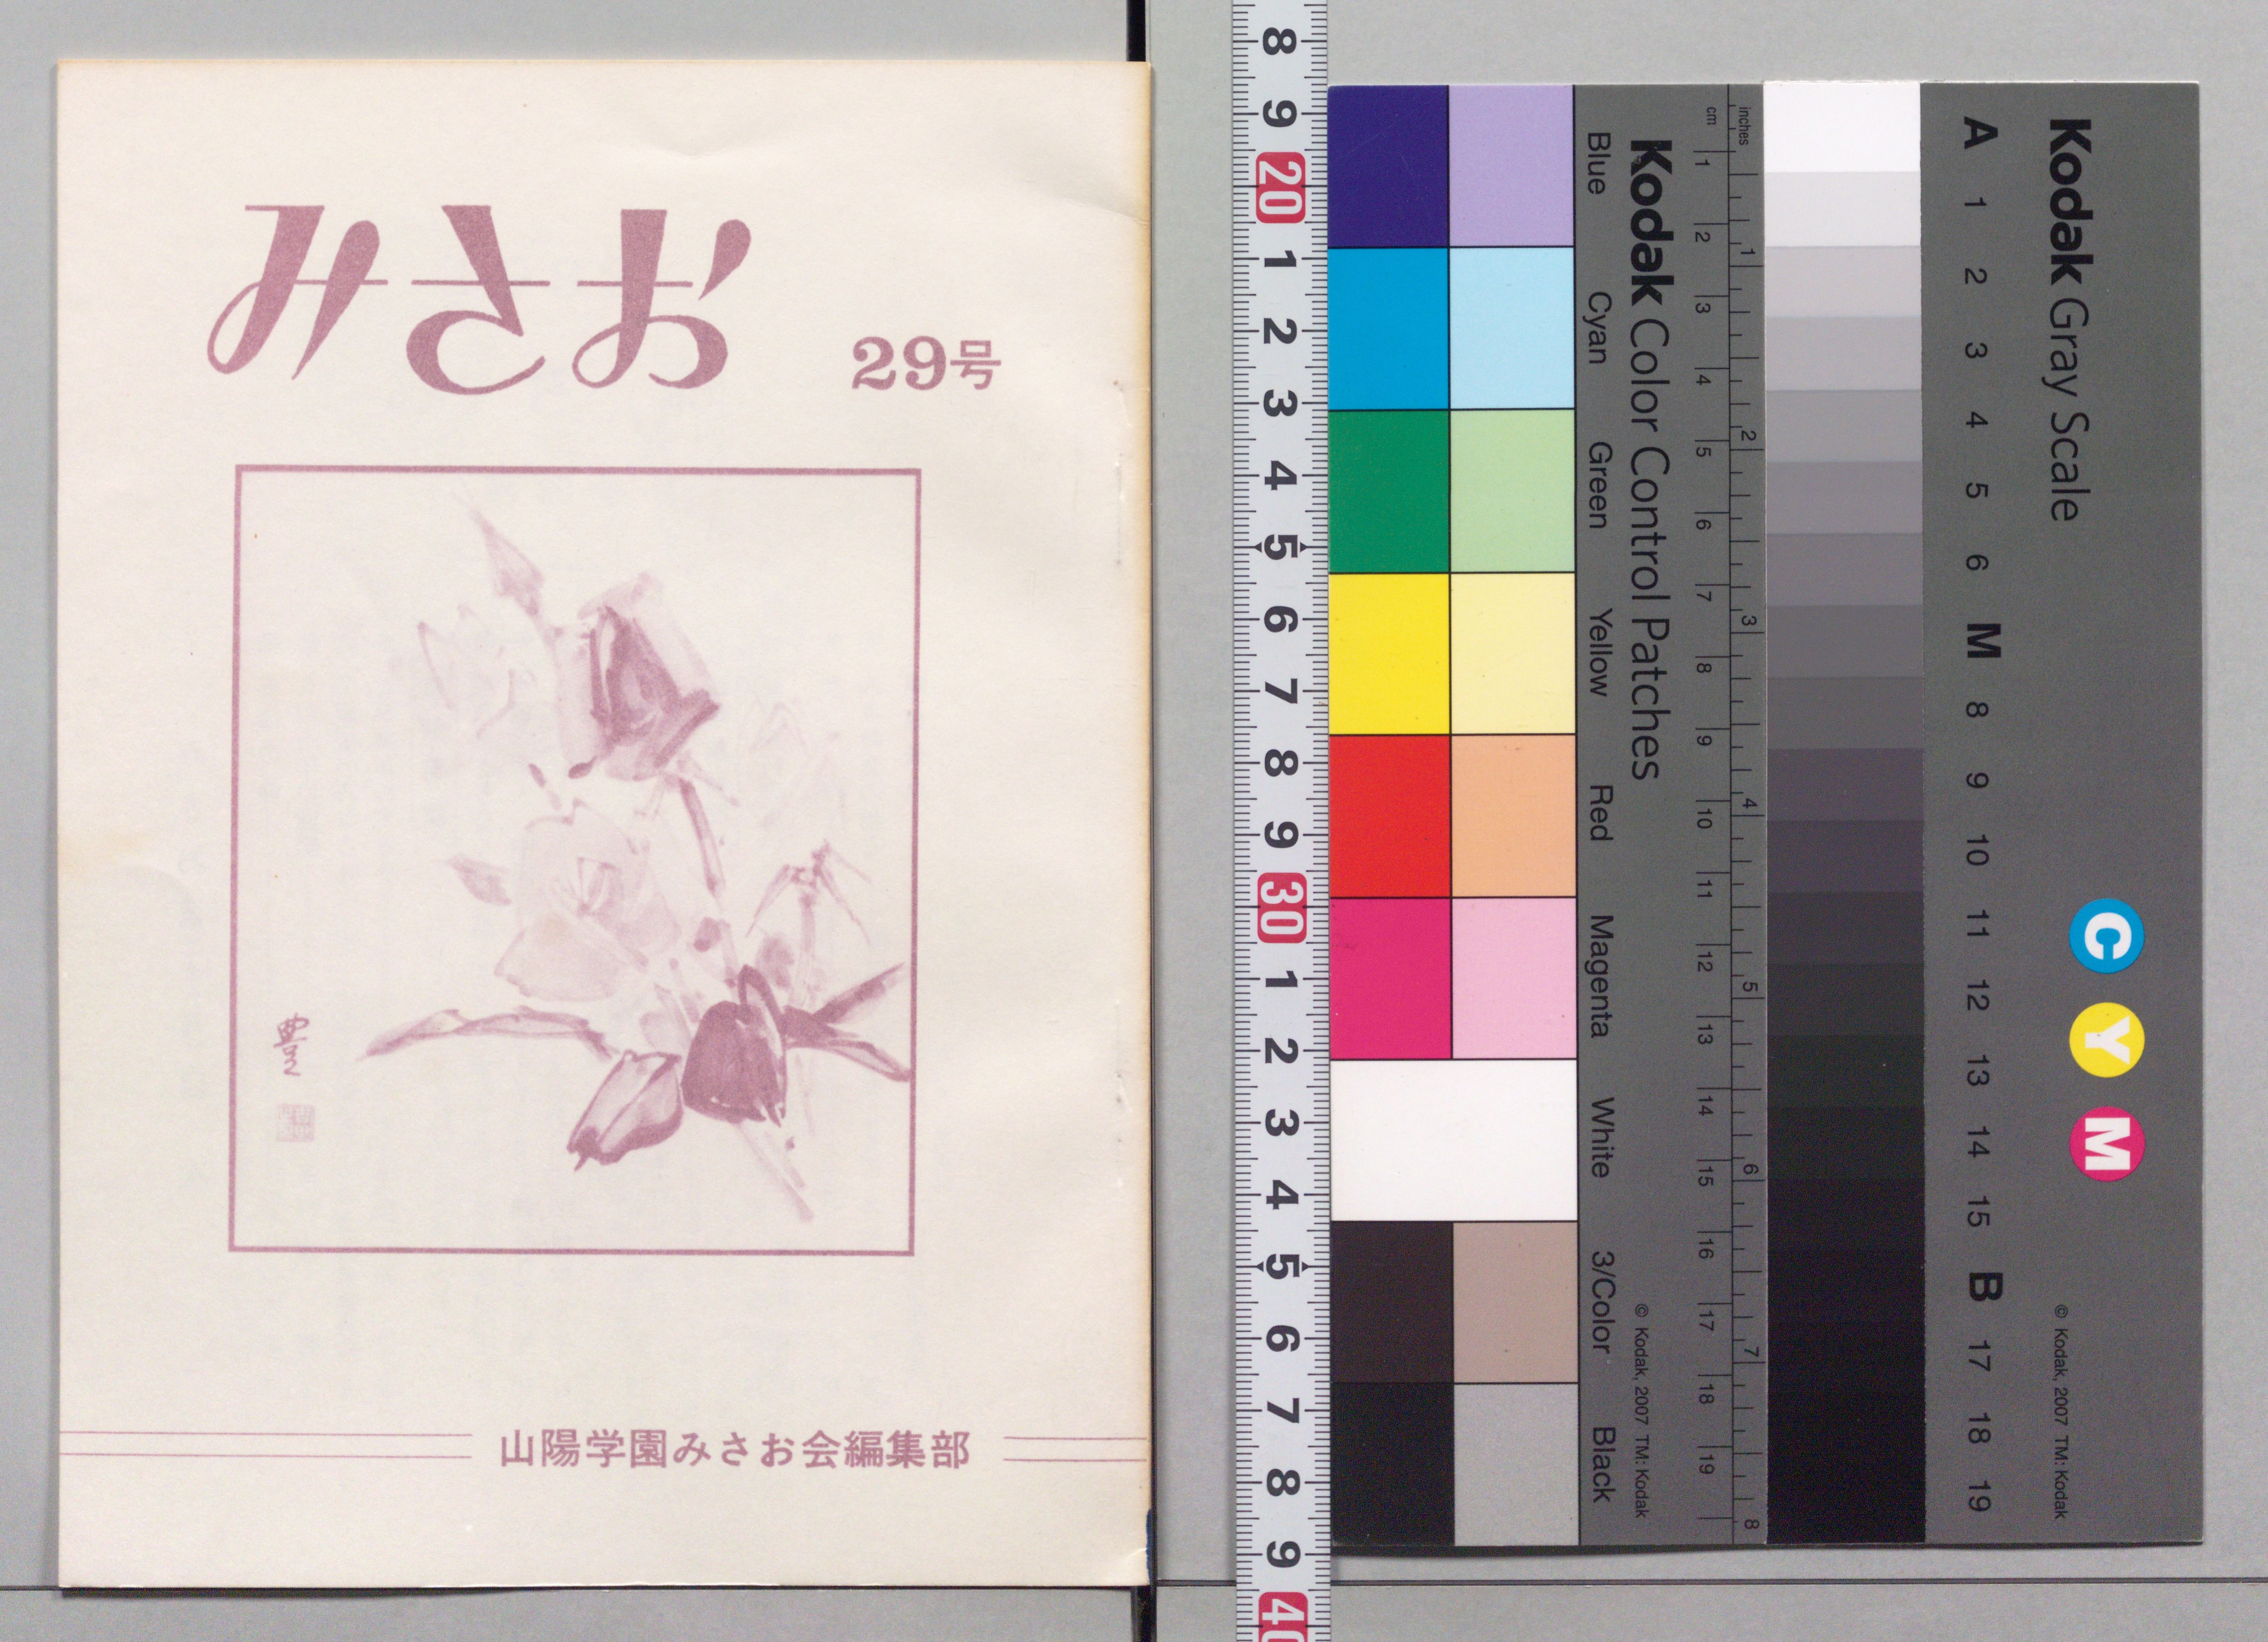 みさお
29号
山陽学園みさお会編集部
8
9
20
1
2
3
4
5
6
7
8
9
30
1
2
3
4
5
6
7
8
9
40
Blue Cyan Green Yellow Red Magenta White 3/Color Black
Kodak Color Control Patches © Kodak, 2007 TM: Kodak
cm 1 2 3 4 5 6 7 8 9 10 11 12 13 14 15 16 17 18 19
inches 1 2 3 4 5 6 7 8
A 1 2 3 4 5 6 M 8 9 10 11 12 13 14 15 B 17 18 19
Kodak Gray Scale
C Y M
© Kodak, 2007 TM: Kodak